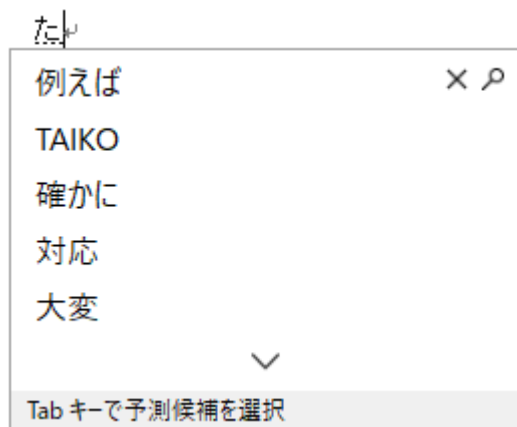 た
例えば
TAIKO
確かに
対応
大変
Tab キーで予測候補を選択